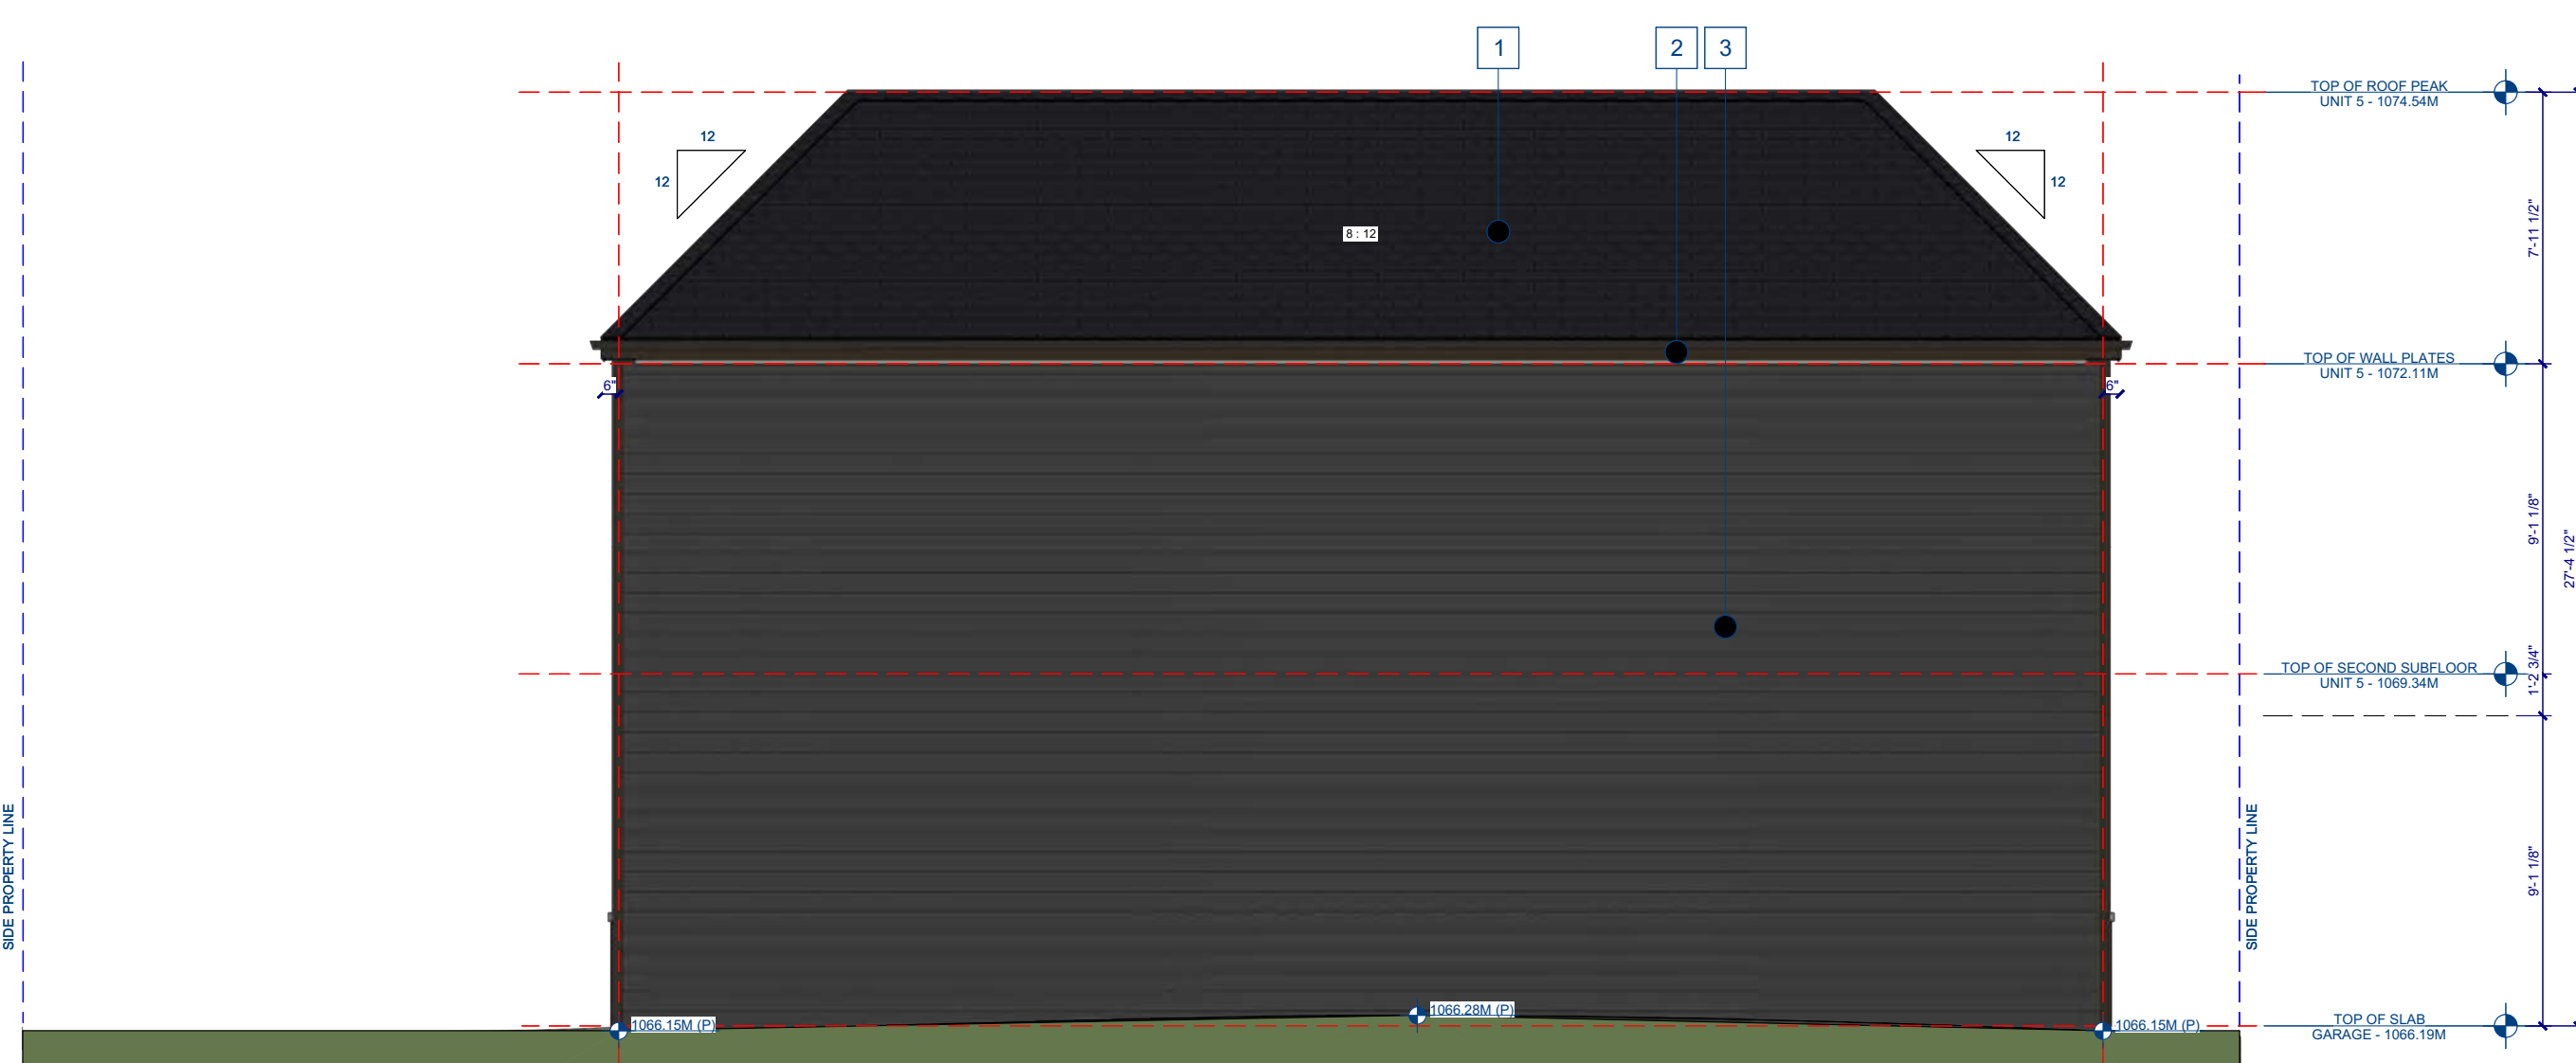 1
2
3
TOP OF ROOF PEAK
UNIT 5 - 1074.54M
12
12
12
12
8 : 12
7'-11 1/2"
TOP OF WALL PLATES
UNIT 5 - 1072.11M
6"
6"
9'-1 1/8"
27'-4 1/2"
TOP OF SECOND SUBFLOOR
UNIT 5 - 1069.34M
1'-2 3/4"
SIDE PROPERTY LINE
SIDE PROPERTY LINE
9'-1 1/8"
1066.15M (P)
1066.28M (P)
1066.15M (P)
TOP OF SLAB
GARAGE - 1066.19M